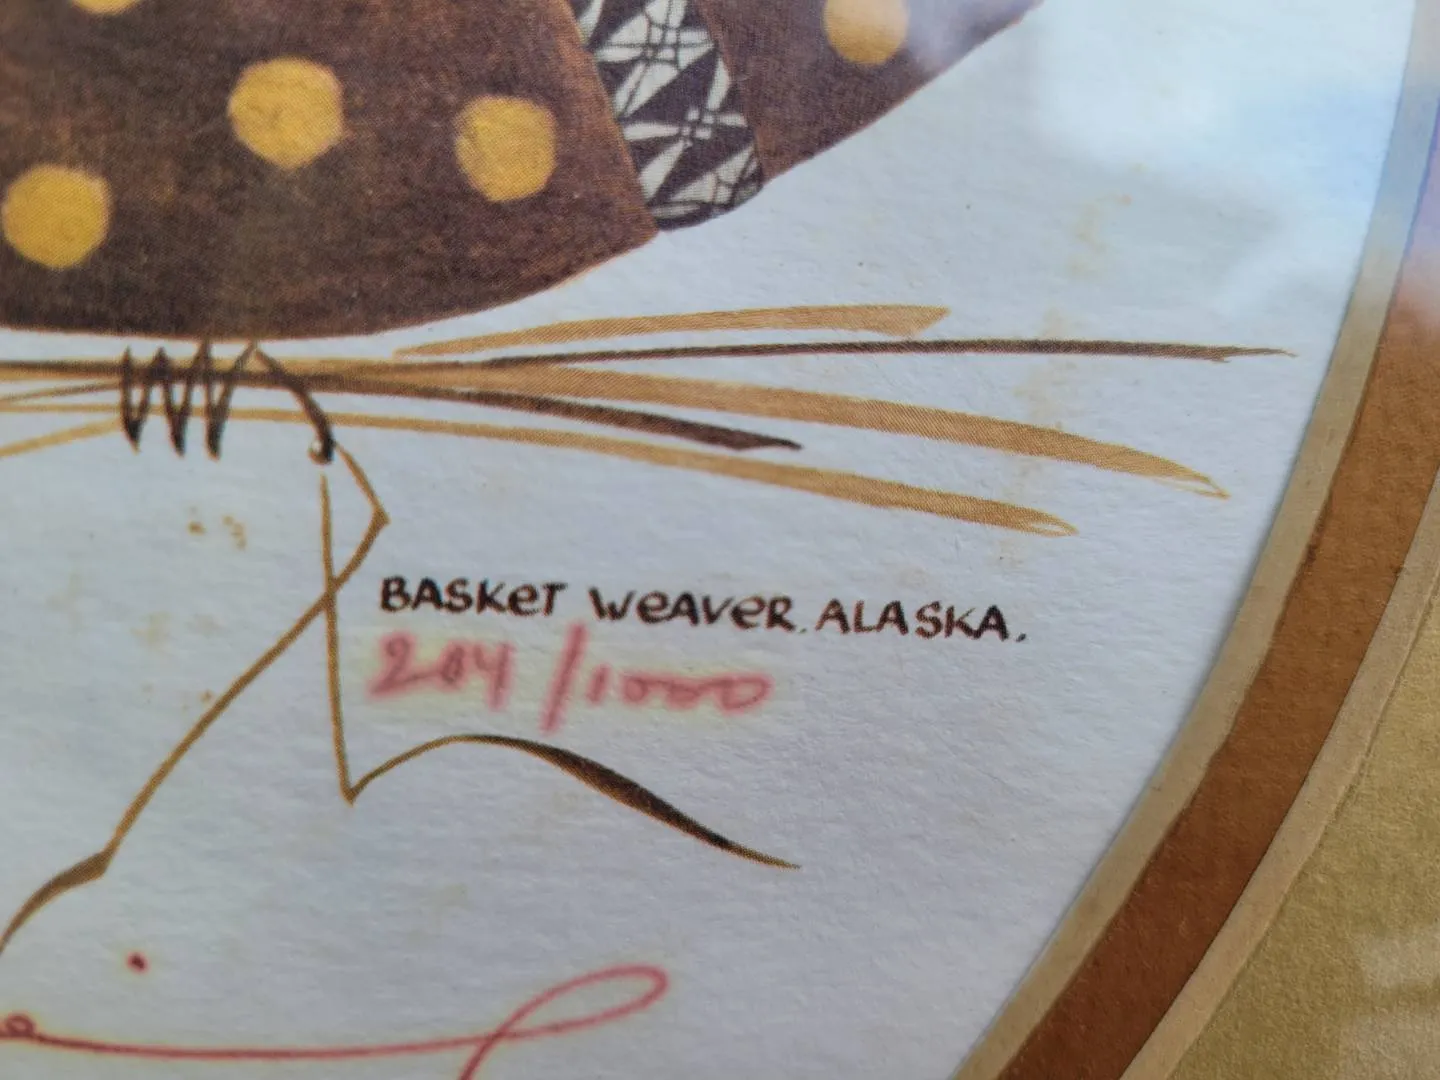 BASKET WEAVER. ALASKA.
204/1000